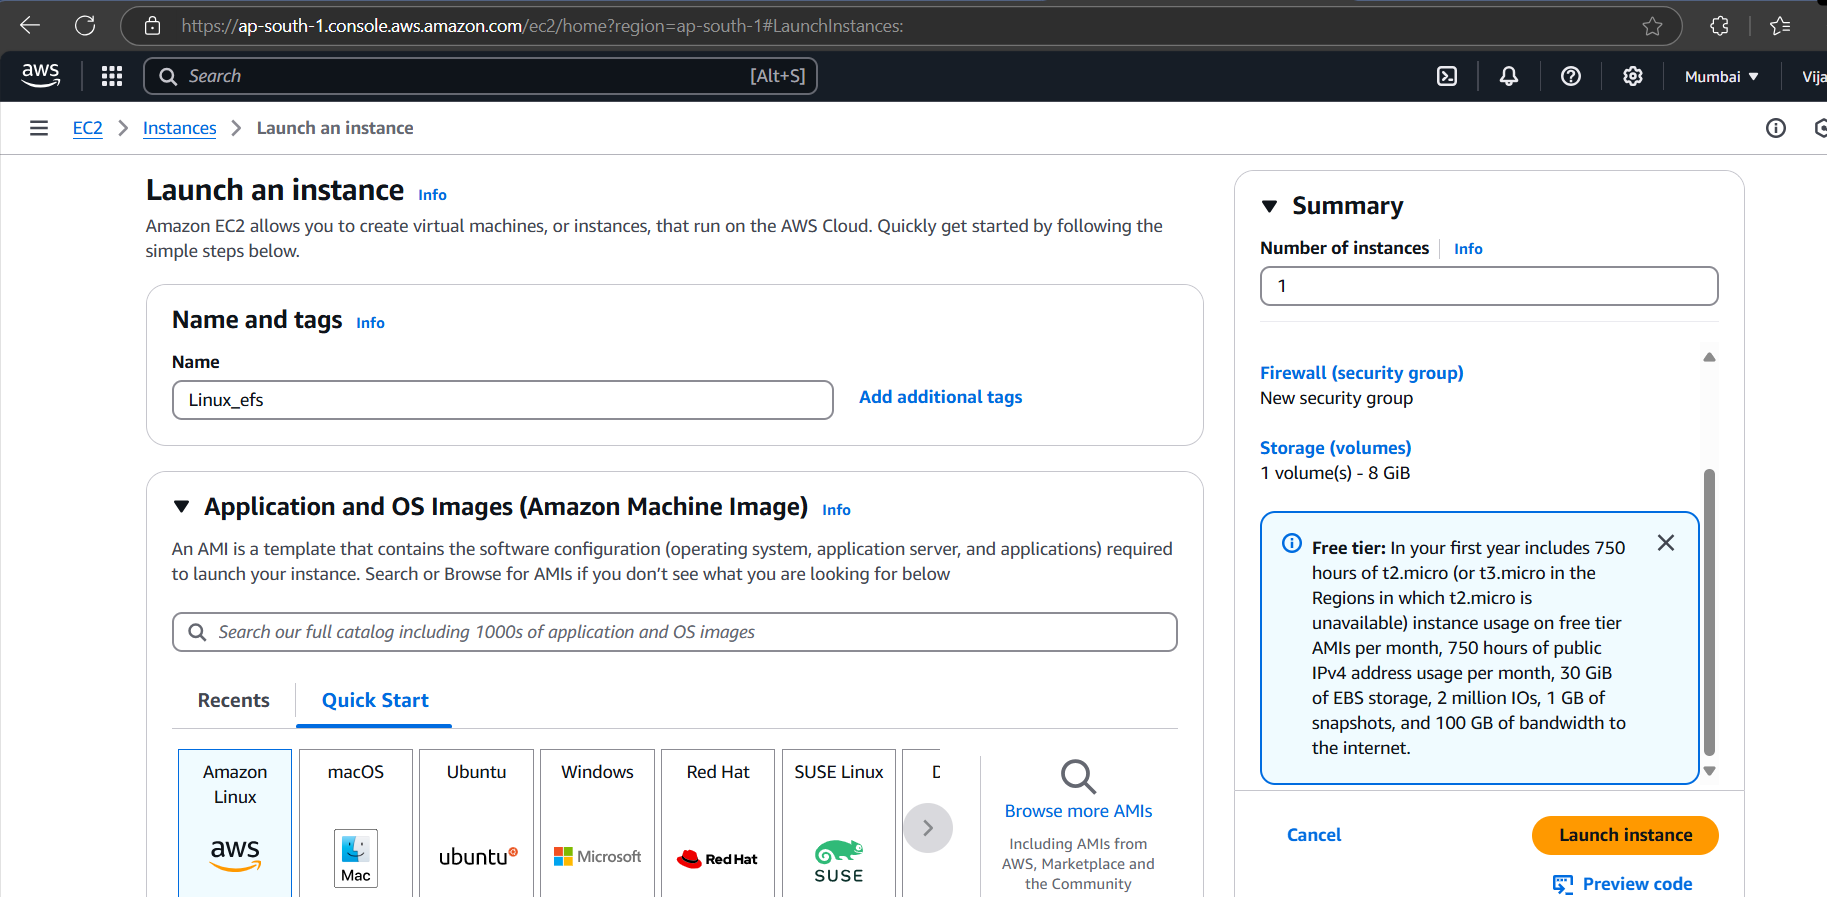 https://ap-south-1.console.aws.amazon.com/ec2/home?region=ap-south-1#LaunchInstances:
aws
Search
[Alt+S]
Mumbai
Vija
EC2
Instances
Launch an instance
Launch an instance
Info
Amazon EC2 allows you to create virtual machines, or instances, that run on the AWS Cloud. Quickly get started by following the
simple steps below.
Name and tags
Info
Name
Linux_efs
Add additional tags
Application and OS Images (Amazon Machine Image)
Info
An AMI is a template that contains the software configuration (operating system, application server, and applications) required
to launch your instance. Search or Browse for AMIs if you don’t see what you are looking for below
Search our full catalog including 1000s of application and OS images
Recents
Quick Start
Amazon
Linux
aws
macOS
Mac
Ubuntu
ubuntu
Windows
Microsoft
Red Hat
Red Hat
SUSE Linux
SUSE
D
Browse more AMIs
Including AMIs from
AWS, Marketplace and
the Community
Summary
Number of instances
Info
1
Firewall (security group)
New security group
Storage (volumes)
1 volume(s) - 8 GiB
Free tier: In your first year includes 750
hours of t2.micro (or t3.micro in the
Regions in which t2.micro is
unavailable) instance usage on free tier
AMIs per month, 750 hours of public
IPv4 address usage per month, 30 GiB
of EBS storage, 2 million IOs, 1 GB of
snapshots, and 100 GB of bandwidth to
the internet.
Cancel
Launch instance
Preview code